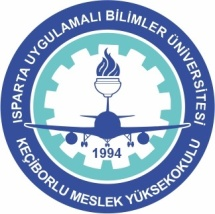 ISPARTA UYGULAMALI BİLİMLER ÜNİVERSİTESİ
1994
KEÇİBORLU MESLEK YÜKSEKOKULU